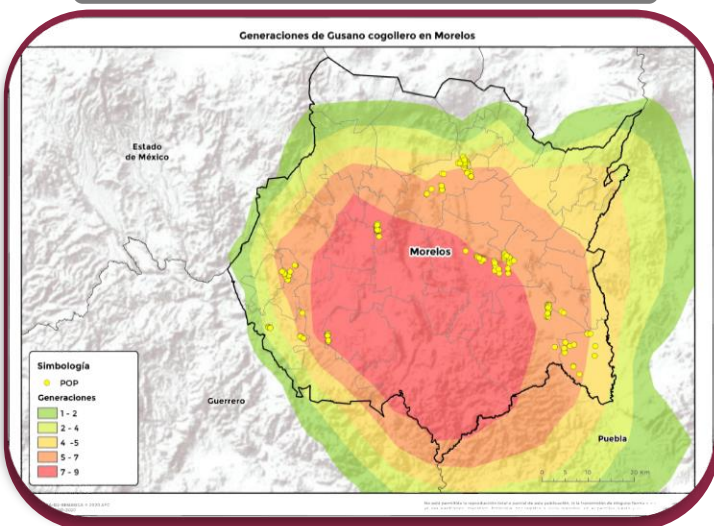 Generaciones de Gusano cogollero en Morelos
Estado
de México
Morelos
Simbología
POP
Generaciones
1 - 2
2 - 4
4 -5
5 - 7
7 - 9
Guerrero
Puebla
0 5 10 20 km